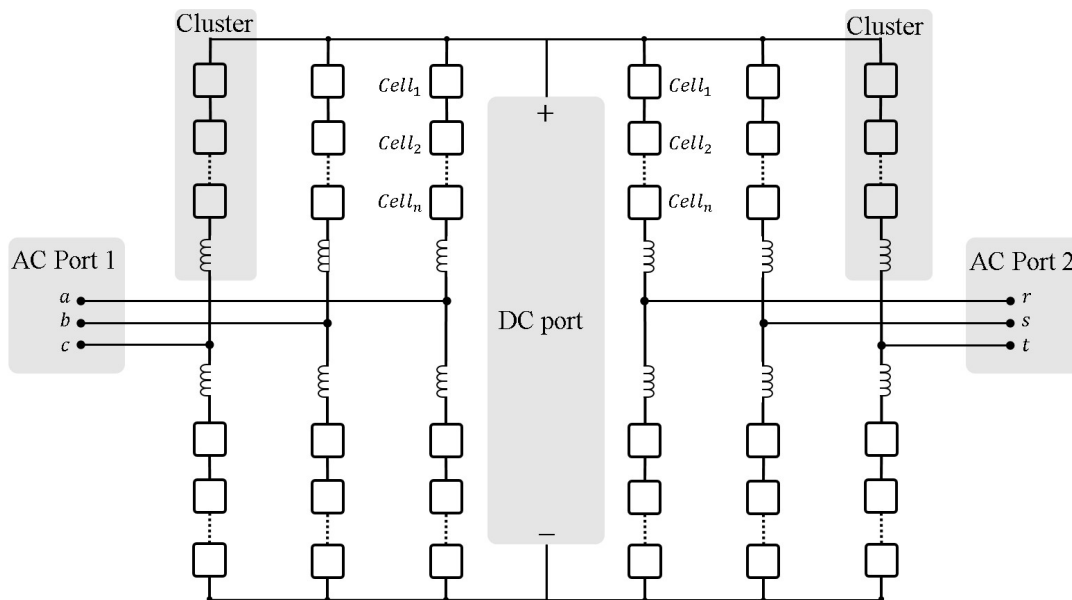 Cluster
Cluster
Cell₁
Cell₁
+
Cell₂
Cell₂
Cellₙ
Cellₙ
AC Port 1
AC Port 2
a
r
b
DC port
s
c
t
−